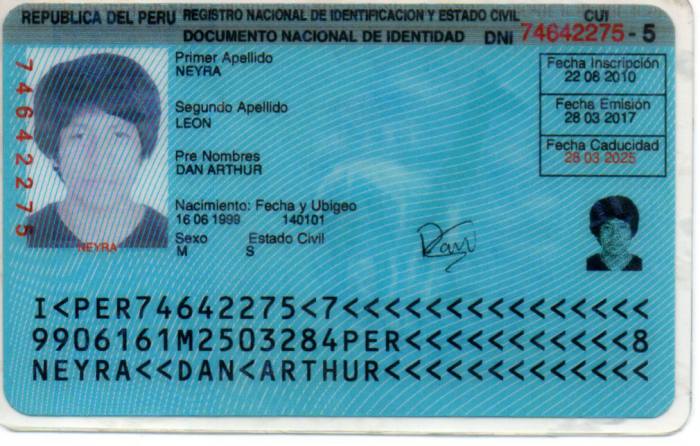 REPUBLICA DEL PERU REGISTRO NACIONAL DE IDENTIFICACION Y ESTADO CIVIL CUI
DOCUMENTO NACIONAL DE IDENTIDAD DNI 74642275 - 5
Primer Apellido
NEYRA
Segundo Apellido
LEON
Pre Nombres
DAN ARTHUR
Nacimiento: Fecha y Ubigeo
16 06 1999 140101
Sexo Estado Civil
M S
Fecha Inscripción
22 06 2010
Fecha Emisión
28 03 2017
Fecha Caducidad
28 03 2025
74642275
NEYRA
Dan
I<PER74642275<7<<<<<<<<<<<<<<<
9906161M2503284PER<<<<<<<<<<<8
NEYRA<<DAN<ARTHUR<<<<<<<<<<<<<